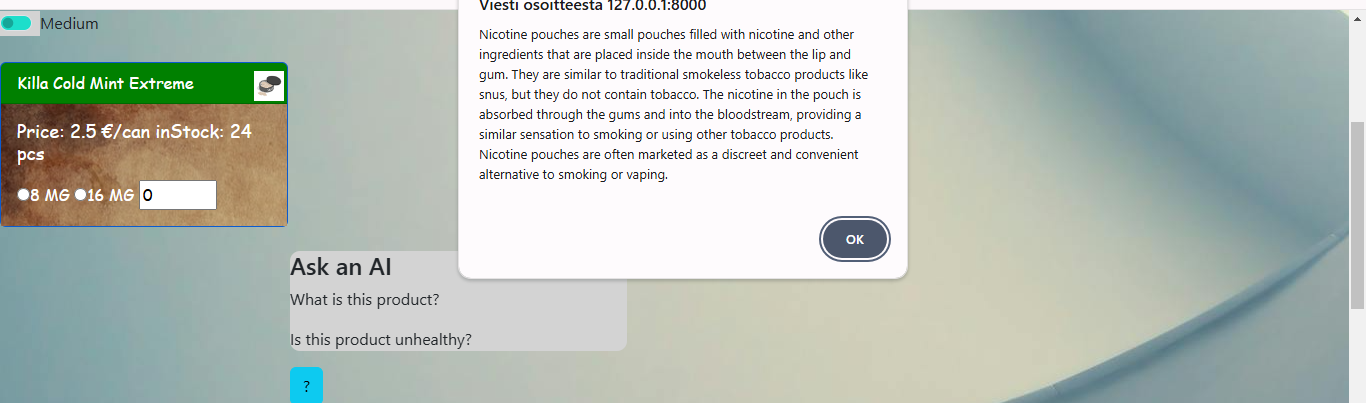 Viesti osoitteesta 127.0.0.1:8000
Nicotine pouches are small pouches filled with nicotine and other
ingredients that are placed inside the mouth between the lip and
gum. They are similar to traditional smokeless tobacco products like
snus, but they do not contain tobacco. The nicotine in the pouch is
absorbed through the gums and into the bloodstream, providing a
similar sensation to smoking or using other tobacco products.
Nicotine pouches are often marketed as a discreet and convenient
alternative to smoking or vaping.
OK
Medium
Killa Cold Mint Extreme
Price: 2.5 €/can inStock: 24
pcs
8 MG 16 MG 0
Ask an AI
What is this product?
Is this product unhealthy?
?